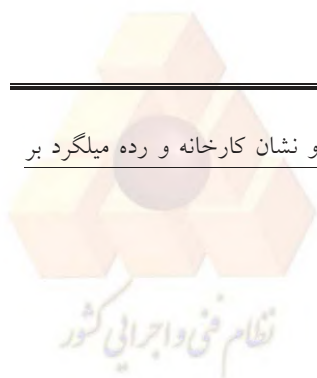 و نشان کارخانه و رده میلگرد بر
نظام فنی و اجرایی کشور